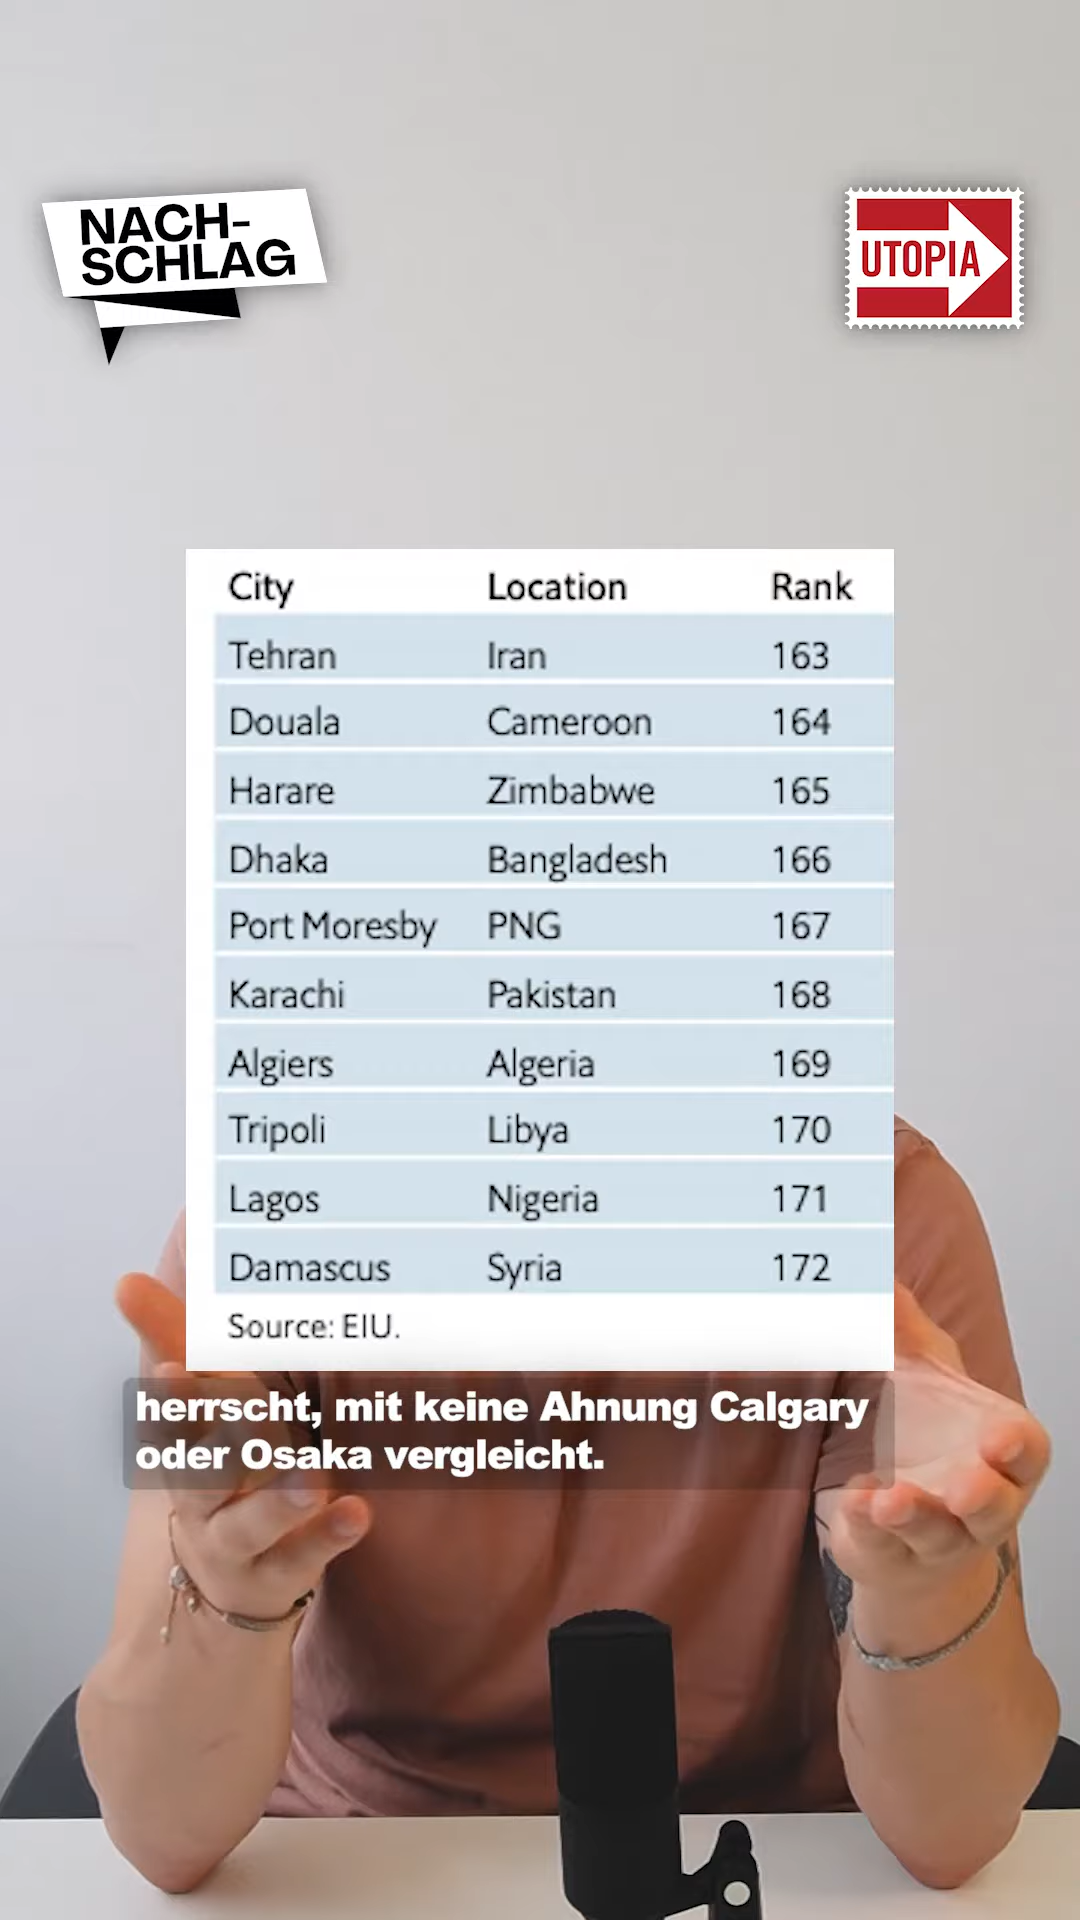 NACH-
SCHLAG
UTOPIA
City Location Rank
Tehran Iran 163
Douala Cameroon 164
Harare Zimbabwe 165
Dhaka Bangladesh 166
Port Moresby PNG 167
Karachi Pakistan 168
Algiers Algeria 169
Tripoli Libya 170
Lagos Nigeria 171
Damascus Syria 172
Source: EIU.
herrscht, mit keine Ahnung Calgary
oder Osaka vergleicht.